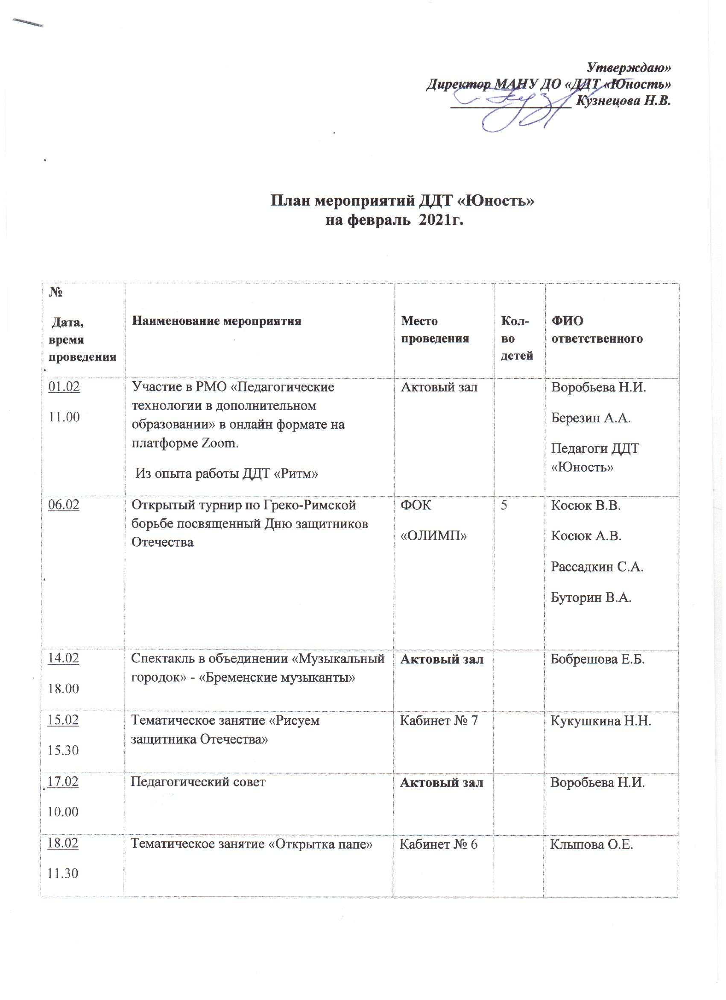 Утверждаю»
Директор МАНУ ДО «ДДТ «Юность»
Кузнецова Н.В.
План мероприятий ДДТ «Юность»
на февраль 2021г.
№
Дата,
время
проведения
Наименование мероприятия
Место
проведения
Кол-
во
детей
ФИО
ответственного
01.02
11.00
Участие в РМО «Педагогические
технологии в дополнительном
образовании» в онлайн формате на
платформе Zoom.
Из опыта работы ДДТ «Ритм»
Актовый зал
Воробьева Н.И.
Березин А.А.
Педагоги ДДТ
«Юность»
06.02
Открытый турнир по Греко-Римской
борьбе посвященный Дню защитников
Отечества
ФОК
«ОЛИМП»
5
Косюк В.В.
Косюк А.В.
Рассадкин С.А.
Буторин В.А.
14.02
18.00
Спектакль в объединении «Музыкальный
городок» - «Бременские музыканты»
Актовый зал
Бобрешова Е.Б.
15.02
15.30
Тематическое занятие «Рисуем
защитника Отечества»
Кабинет № 7
Кукушкина Н.Н.
17.02
10.00
Педагогический совет
Актовый зал
Воробьева Н.И.
18.02
11.30
Тематическое занятие «Открытка папе»
Кабинет № 6
Клыпова О.Е.